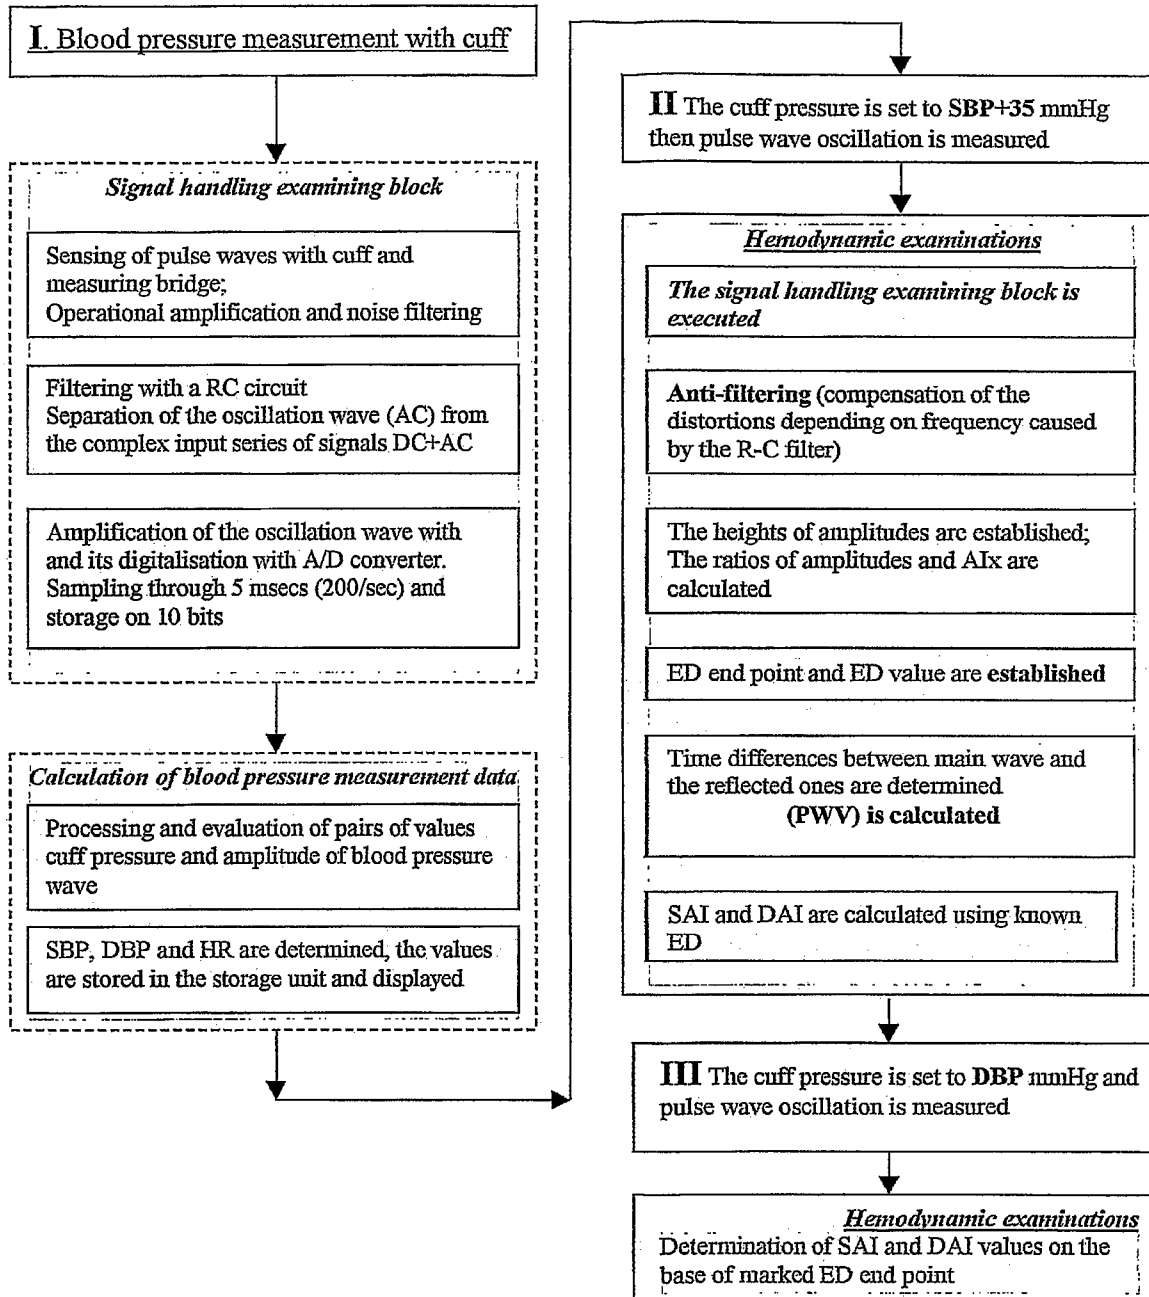 I. Blood pressure measurement with cuff
Signal handling examining block
Sensing of pulse waves with cuff and
measuring bridge;
Operational amplification and noise filtering
Filtering with a RC circuit
Separation of the oscillation wave (AC) from
the complex input series of signals DC+AC
Amplification of the oscillation wave with
and its digitalisation with A/D converter.
Sampling through 5 msecs (200/sec) and
storage on 10 bits
Calculation of blood pressure measurement data
Processing and evaluation of pairs of values
cuff pressure and amplitude of blood pressure
wave
SBP, DBP and HR are determined, the values
are stored in the storage unit and displayed
II The cuff pressure is set to SBP+35 mmHg
then pulse wave oscillation is measured
Hemodynamic examinations
The signal handling examining block is
executed
Anti-filtering (compensation of the
distortions depending on frequency caused
by the R-C filter)
The heights of amplitudes are established;
The ratios of amplitudes and AIx are
calculated
ED end point and ED value are established
Time differences between main wave and
the reflected ones are determined
(PWV) is calculated
SAI and DAI are calculated using known
ED
III The cuff pressure is set to DBP mmHg and
pulse wave oscillation is measured
Hemodynamic examinations
Determination of SAI and DAI values on the
base of marked ED end point